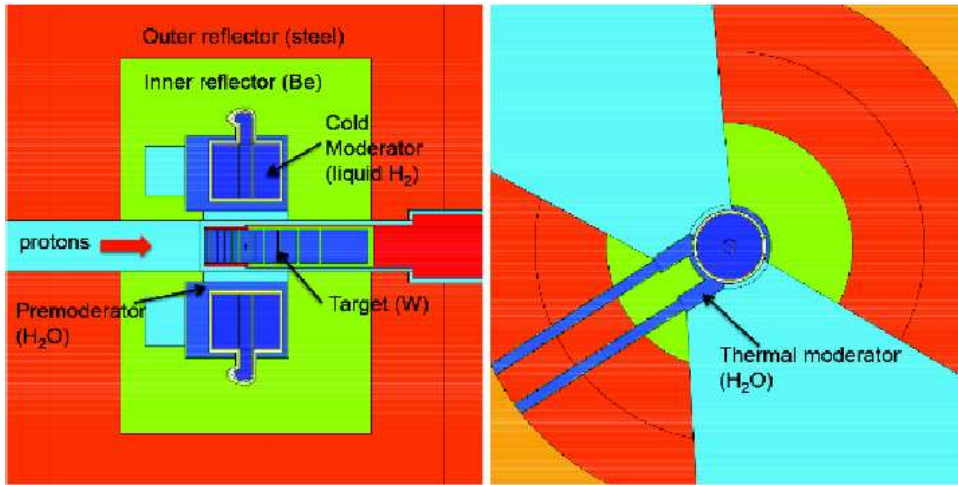 Outer reflector (steel)
Inner reflector (Be)
Cold
Moderator
(liquid H₂)
protons
Premoderator
(H₂O)
Target (W)
Thermal moderator
(H₂O)